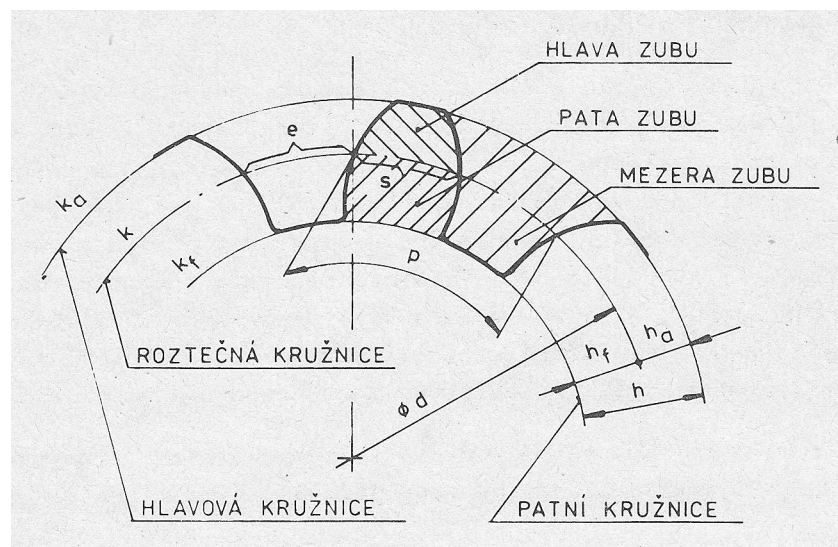 HLAVA ZUBU
PATA ZUBU
MEZERA ZUBU
e
s
ka
k
kf
p
ROZTEČNÁ KRUŽNICE
hf
ha
h
ϕd
HLAVOVÁ KRUŽNICE
PATNÍ KRUŽNICE